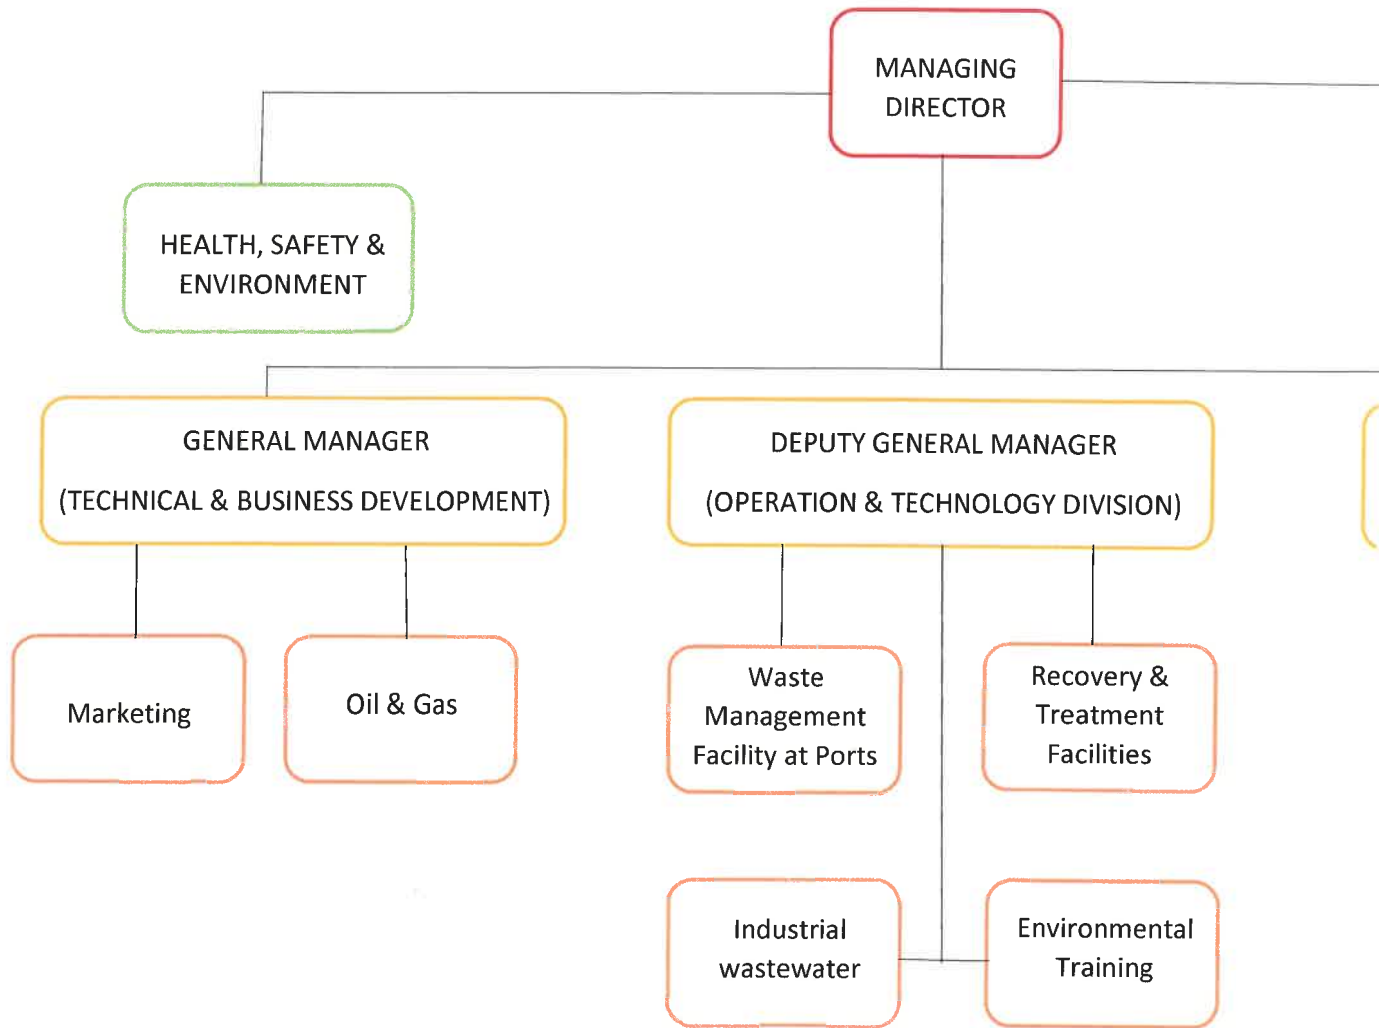 MANAGING
DIRECTOR
HEALTH, SAFETY &
ENVIRONMENT
GENERAL MANAGER
(TECHNICAL & BUSINESS DEVELOPMENT)
DEPUTY GENERAL MANAGER
(OPERATION & TECHNOLOGY DIVISION)
Marketing
Oil & Gas
Waste
Management
Facility at Ports
Recovery &
Treatment
Facilities
Industrial
wastewater
Environmental
Training